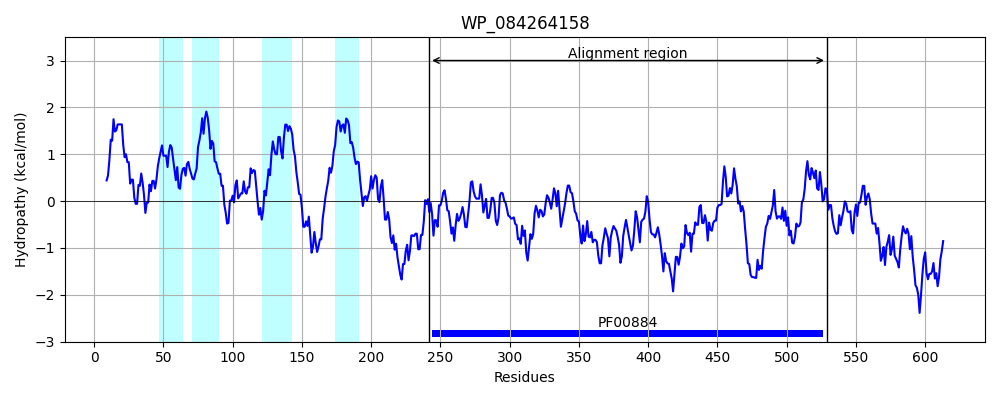 WP_084264158
Alignment region
Hydropathy (kcal/mol)
3
2
1
0
−1
−2
−3
PF00884
0 50 100 150 200 250 300 350 400 450 500 550 600
Residues